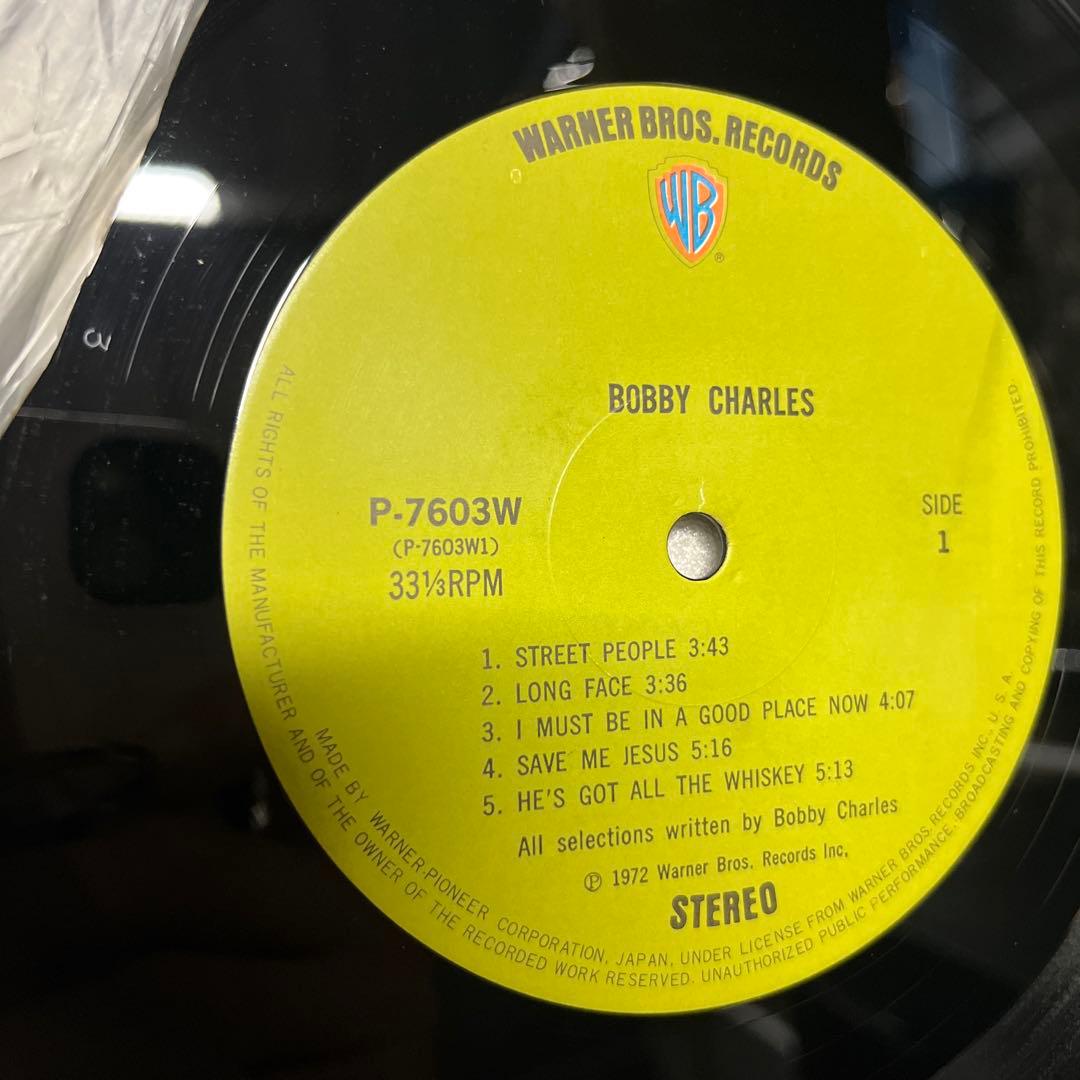 WARNER BROS. RECORDS
WB
®
BOBBY CHARLES
P-7603W
(P-7603W1)
33⅓RPM
SIDE
1
1. STREET PEOPLE 3:43
2. LONG FACE 3:36
3. I MUST BE IN A GOOD PLACE NOW 4:07
4. SAVE ME JESUS 5:16
5. HE'S GOT ALL THE WHISKEY 5:13
All selections written by Bobby Charles
℗ 1972 Warner Bros. Records Inc.
STEREO
MADE BY WARNER-PIONEER CORPORATION, JAPAN, UNDER LICENSE FROM WARNER BROS. RECORDS INC., U. S. A.
ALL RIGHTS OF THE MANUFACTURER AND OF THE OWNER OF THE RECORDED WORK RESERVED. UNAUTHORIZED PUBLIC PERFORMANCE, BROADCASTING AND COPYING OF THIS RECORD PROHIBITED.
3